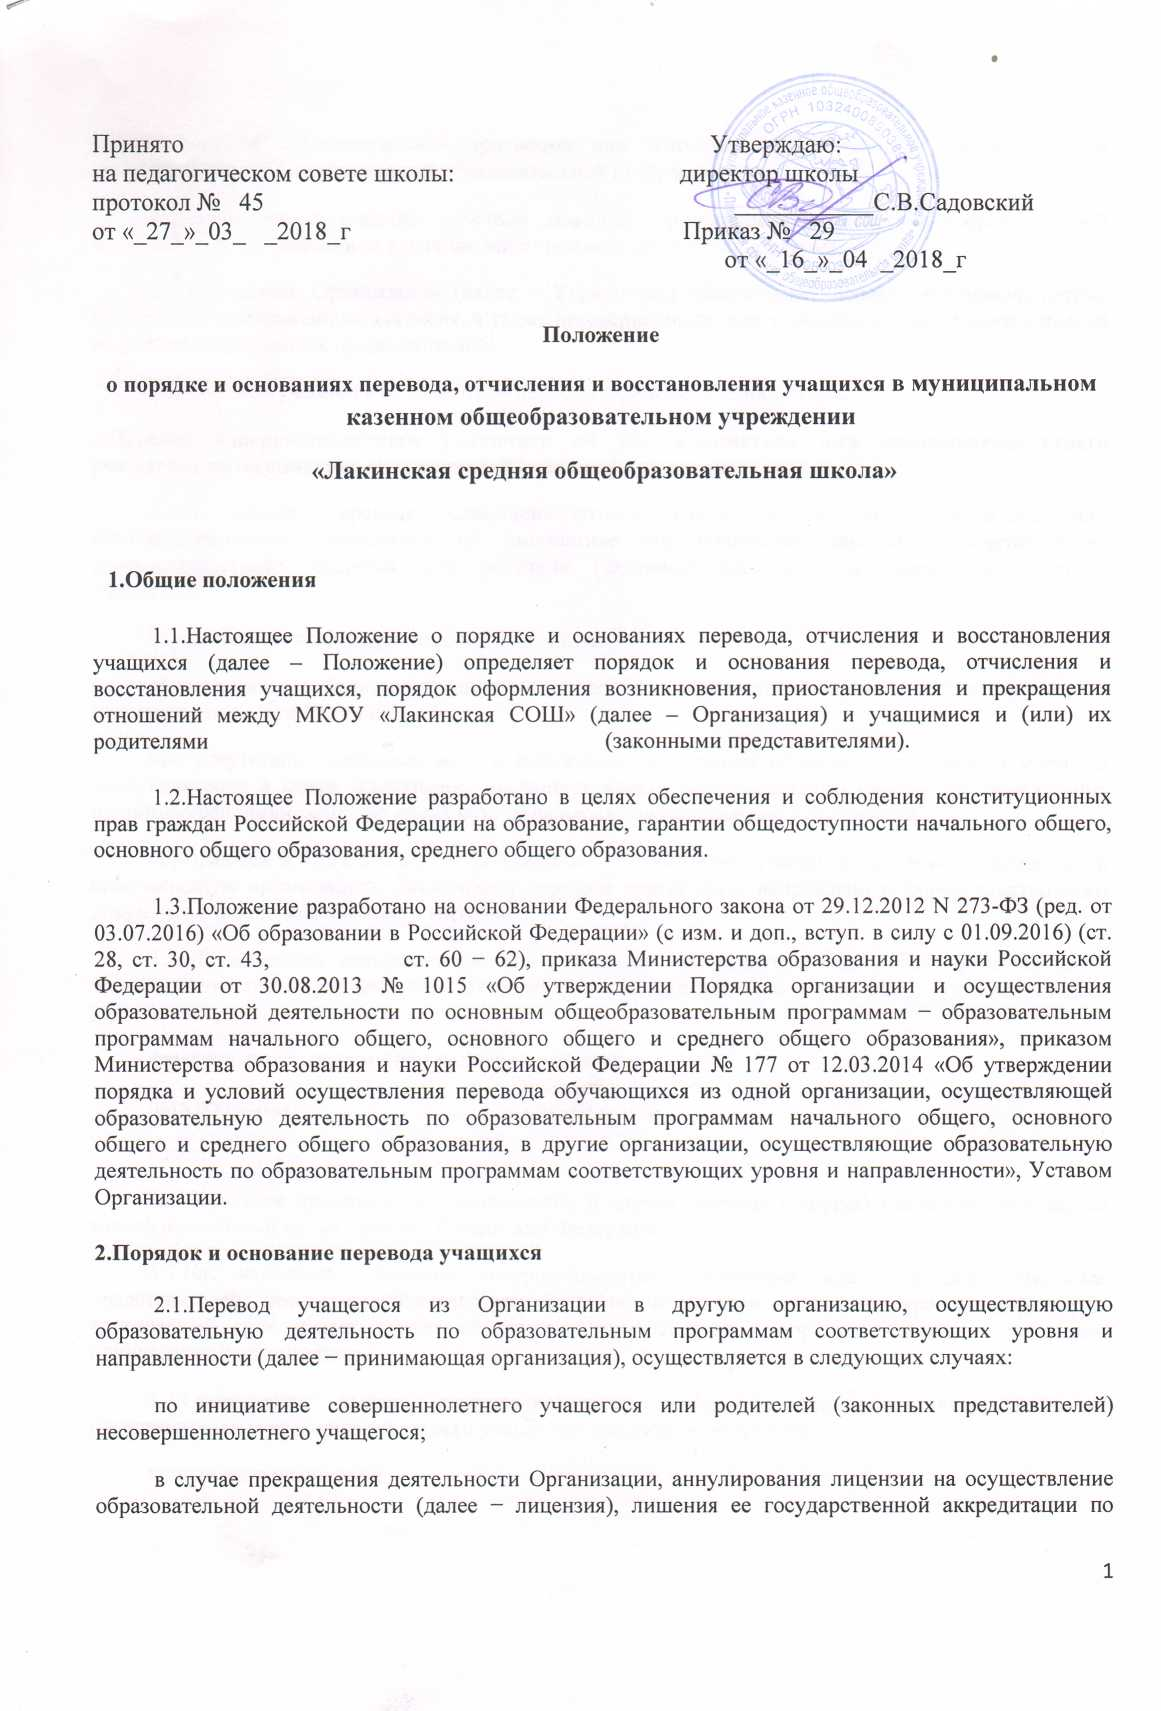 Принято Утверждаю:
на педагогическом совете школы: директор школы
протокол № 45 ___________С.В.Садовский
от «_27_»_03_ _2018_г Приказ № 29
от «_16_»_04 _2018_г
Положение
о порядке и основаниях перевода, отчисления и восстановления учащихся в муниципальном
казенном общеобразовательном учреждении
«Лакинская средняя общеобразовательная школа»
1.Общие положения
1.1.Настоящее Положение о порядке и основаниях перевода, отчисления и восстановления
учащихся (далее – Положение) определяет порядок и основания перевода, отчисления и
восстановления учащихся, порядок оформления возникновения, приостановления и прекращения
отношений между МКОУ «Лакинская СОШ» (далее – Организация) и учащимися и (или) их
родителями (законными представителями).
1.2.Настоящее Положение разработано в целях обеспечения и соблюдения конституционных
прав граждан Российской Федерации на образование, гарантии общедоступности начального общего,
основного общего образования, среднего общего образования.
1.3.Положение разработано на основании Федерального закона от 29.12.2012 N 273-ФЗ (ред. от
03.07.2016) «Об образовании в Российской Федерации» (с изм. и доп., вступ. в силу с 01.09.2016) (ст.
28, ст. 30, ст. 43, ст. 60 − 62), приказа Министерства образования и науки Российской
Федерации от 30.08.2013 № 1015 «Об утверждении Порядка организации и осуществления
образовательной деятельности по основным общеобразовательным программам − образовательным
программам начального общего, основного общего и среднего общего образования», приказом
Министерства образования и науки Российской Федерации № 177 от 12.03.2014 «Об утверждении
порядка и условий осуществления перевода обучающихся из одной организации, осуществляющей
образовательную деятельность по образовательным программам начального общего, основного
общего и среднего общего образования, в другие организации, осуществляющие образовательную
деятельность по образовательным программам соответствующих уровня и направленности», Уставом
Организации.
2.Порядок и основание перевода учащихся
2.1.Перевод учащегося из Организации в другую организацию, осуществляющую
образовательную деятельность по образовательным программам соответствующих уровня и
направленности (далее − принимающая организация), осуществляется в следующих случаях:
по инициативе совершеннолетнего учащегося или родителей (законных представителей)
несовершеннолетнего учащегося;
в случае прекращения деятельности Организации, аннулирования лицензии на осуществление
образовательной деятельности (далее − лицензия), лишения ее государственной аккредитации по
1